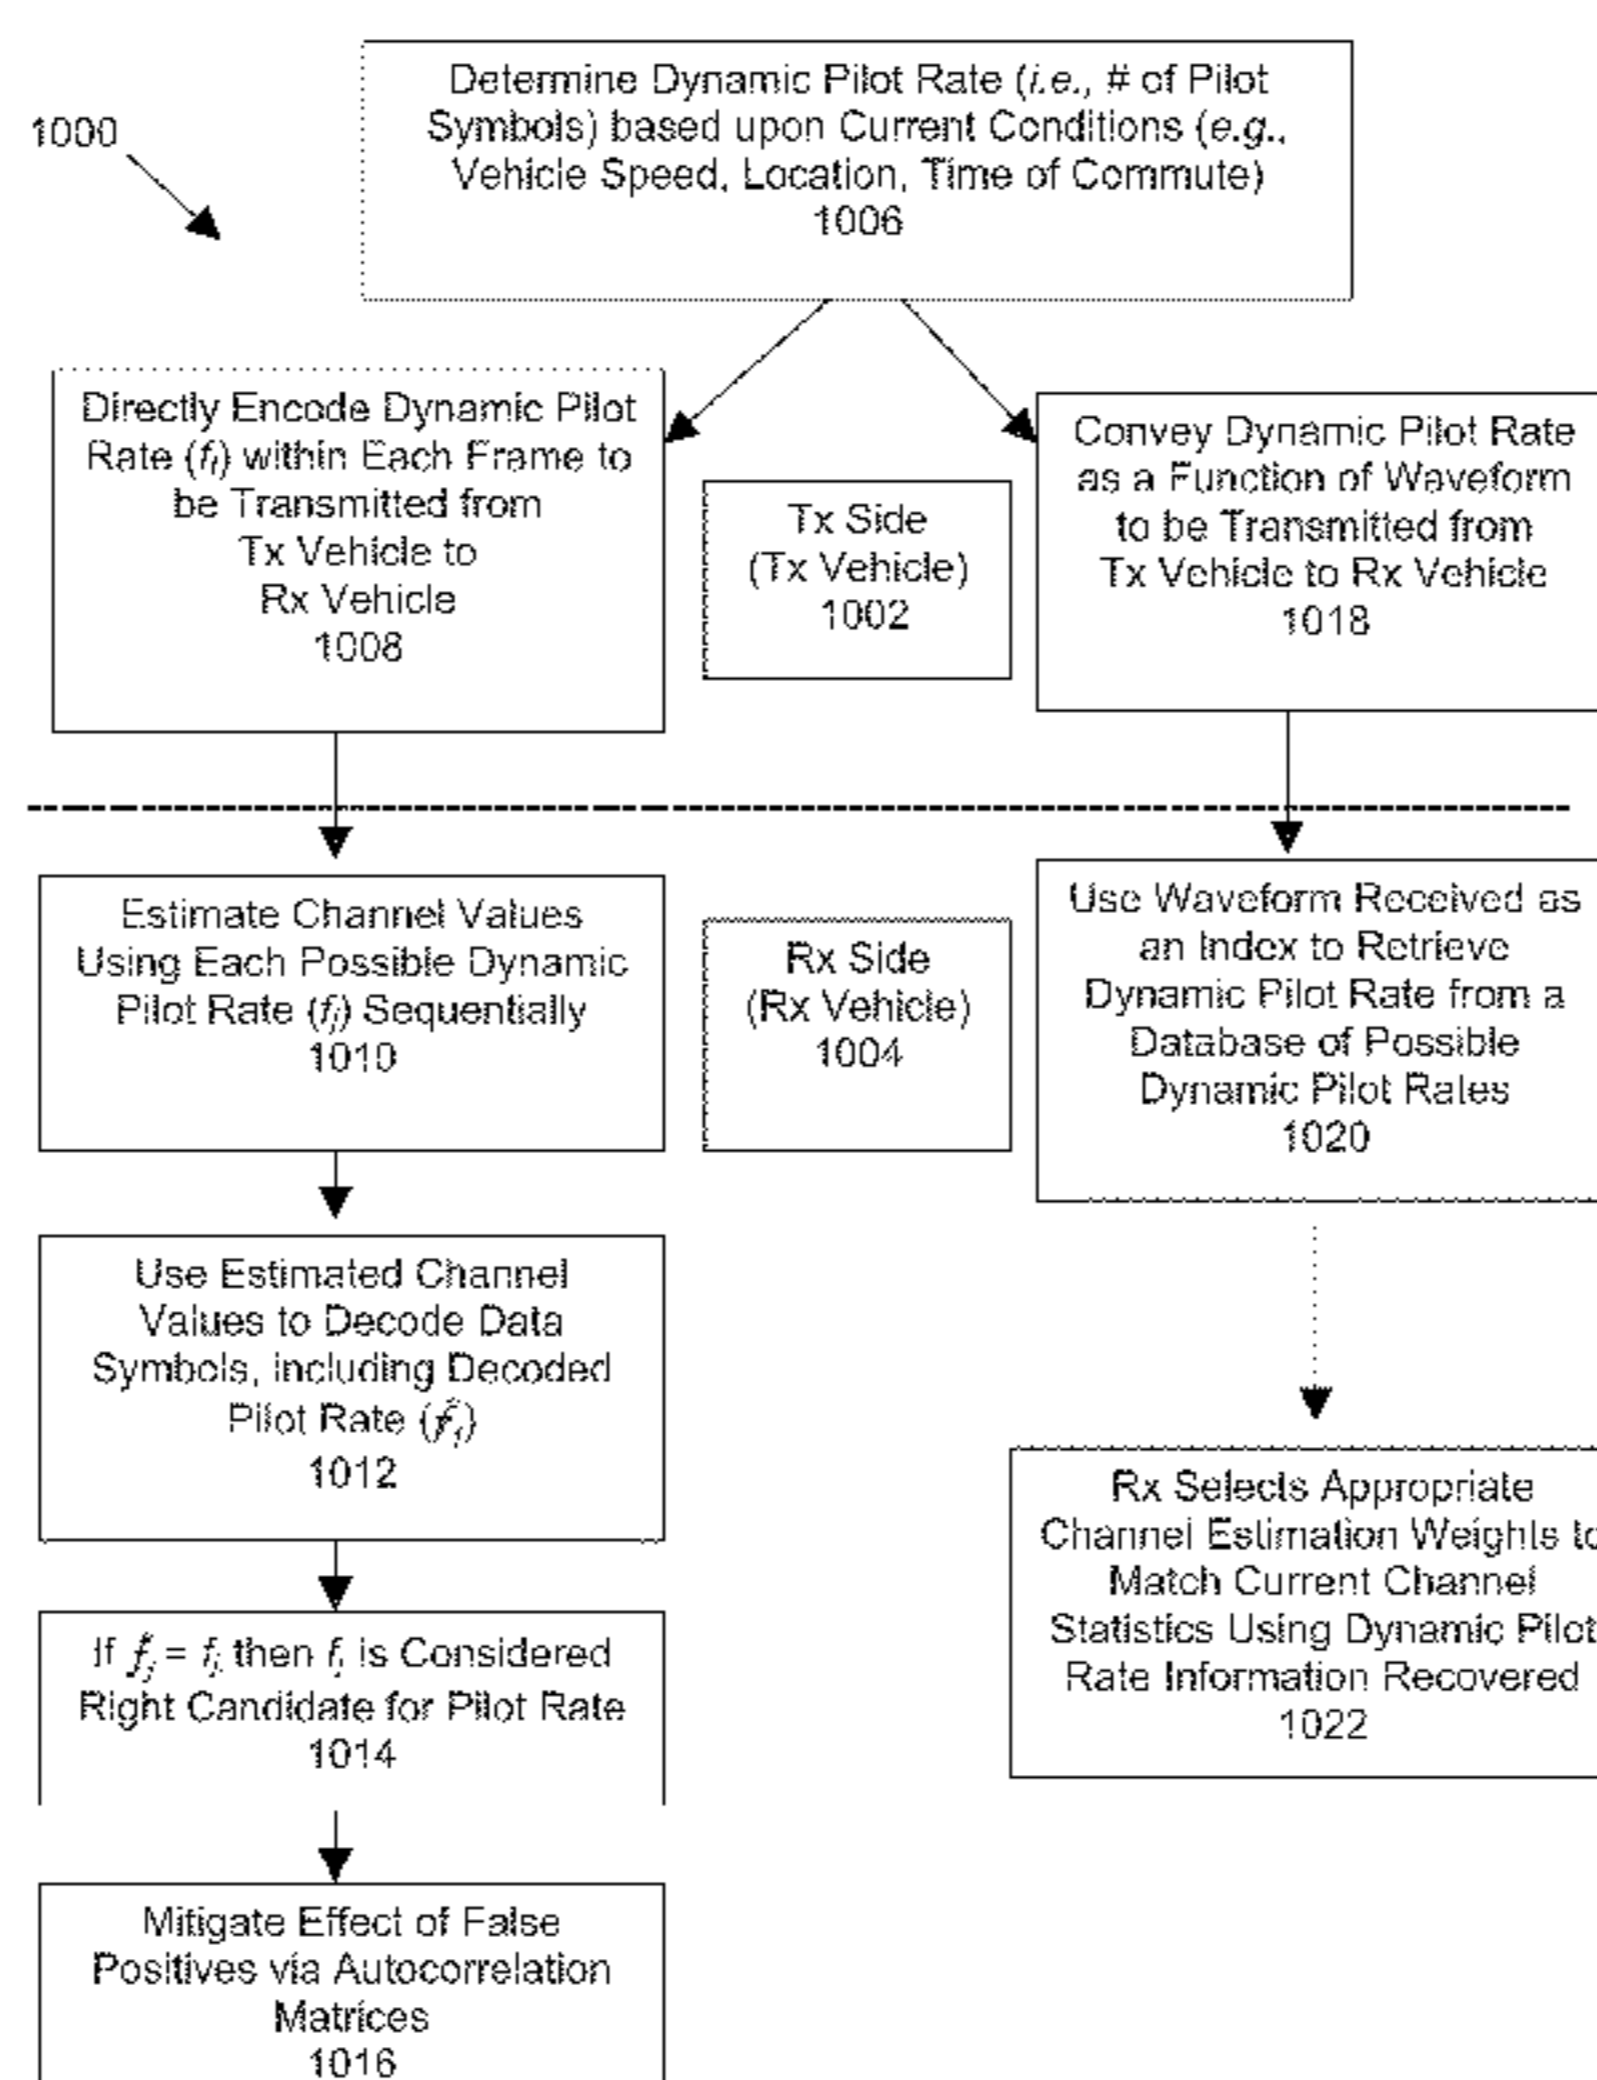 1000
Determine Dynamic Pilot Rate (i.e., # of Pilot
Symbols) based upon Current Conditions (e.g.,
Vehicle Speed, Location, Time of Commute)
1006
Directly Encode Dynamic Pilot
Rate (fᵢ) within Each Frame to
be Transmitted from
Tx Vehicle to
Rx Vehicle
1008
Tx Side
(Tx Vehicle)
1002
Convey Dynamic Pilot Rate
as a Function of Waveform
to be Transmitted from
Tx Vehicle to Rx Vehicle
1018
Estimate Channel Values
Using Each Possible Dynamic
Pilot Rate (fⱼ) Sequentially
1010
Rx Side
(Rx Vehicle)
1004
Use Waveform Received as
an Index to Retrieve
Dynamic Pilot Rate from a
Database of Possible
Dynamic Pilot Rates
1020
Use Estimated Channel
Values to Decode Data
Symbols, including Decoded
Pilot Rate (f̃ⱼ)
1012
Rx Selects Appropriate
Channel Estimation Weights to
Match Current Channel
Statistics Using Dynamic Pilot
Rate Information Recovered
1022
If f̃ⱼ = fⱼ, then fⱼ is Considered
Right Candidate for Pilot Rate
1014
Mitigate Effect of False
Positives via Autocorrelation
Matrices
1016